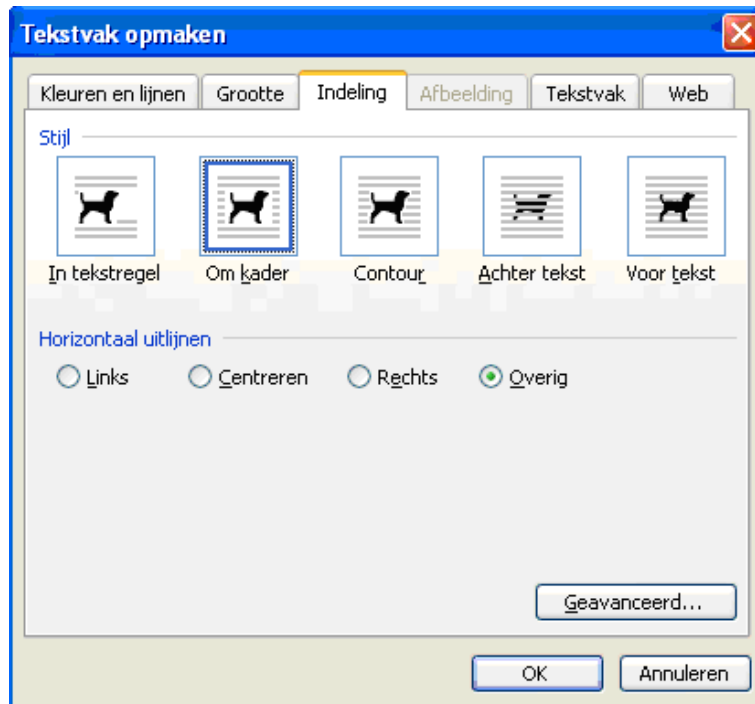 Tekstvak opmaken
Kleuren en lijnen Grootte Indeling Afbeelding Tekstvak Web
Stijl
In tekstregel Om kader Contour Achter tekst Voor tekst
Horizontaal uitlijnen
Links Centreren Rechts Overig
Geavanceerd...
OK Annuleren